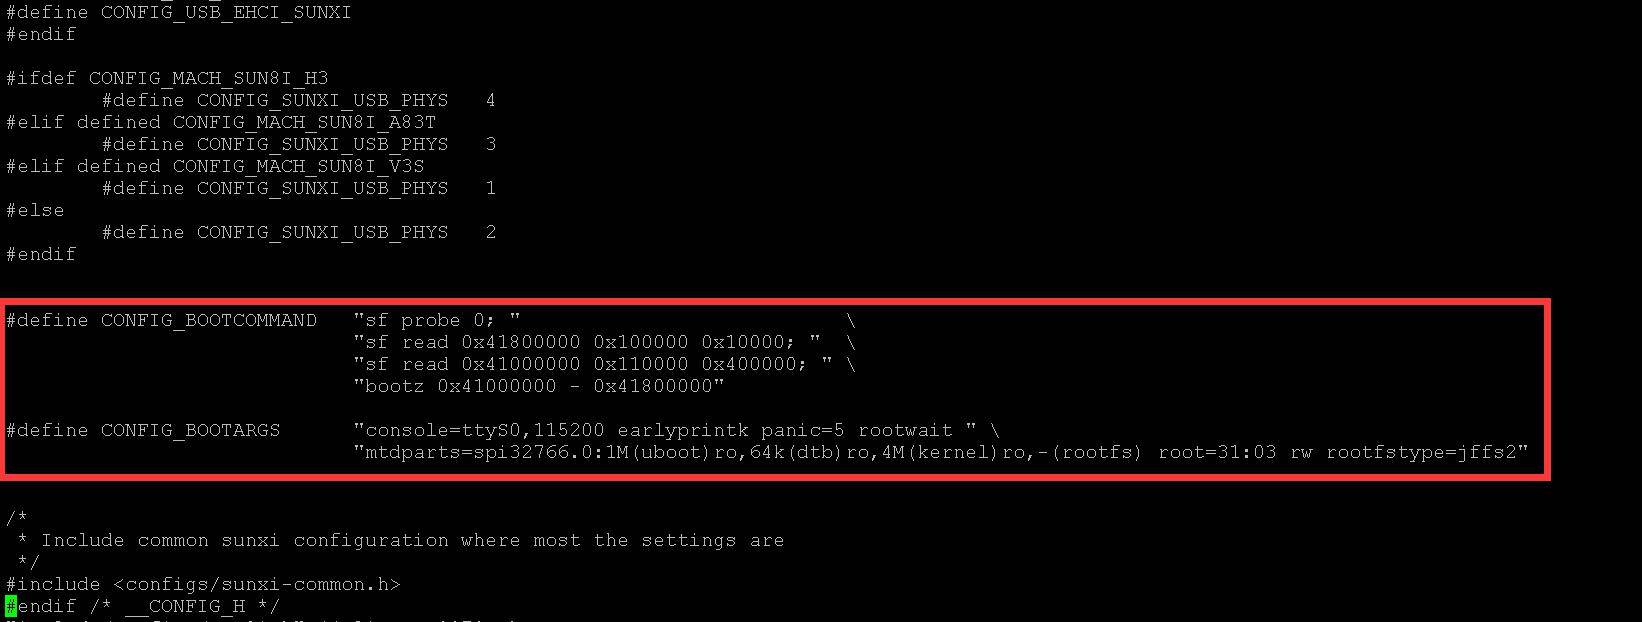 #define CONFIG_USB_EHCI_SUNXI
#endif
#ifdef CONFIG_MACH_SUN8I_H3
#define CONFIG_SUNXI_USB_PHYS 4
#elif defined CONFIG_MACH_SUN8I_A83T
#define CONFIG_SUNXI_USB_PHYS 3
#elif defined CONFIG_MACH_SUN8I_V3S
#define CONFIG_SUNXI_USB_PHYS 1
#else
#define CONFIG_SUNXI_USB_PHYS 2
#endif
#define CONFIG_BOOTCOMMAND "sf probe 0; " \
"sf read 0x41800000 0x100000 0x10000; " \
"sf read 0x41000000 0x110000 0x400000; " \
"bootz 0x41000000 - 0x41800000"
#define CONFIG_BOOTARGS "console=ttyS0,115200 earlyprintk panic=5 rootwait " \
"mtdparts=spi32766.0:1M(uboot)ro,64k(dtb)ro,4M(kernel)ro,-(rootfs) root=31:03 rw rootfstype=jffs2"
/*
* Include common sunxi configuration where most the settings are
*/
#include <configs/sunxi-common.h>
#endif /* __CONFIG_H */